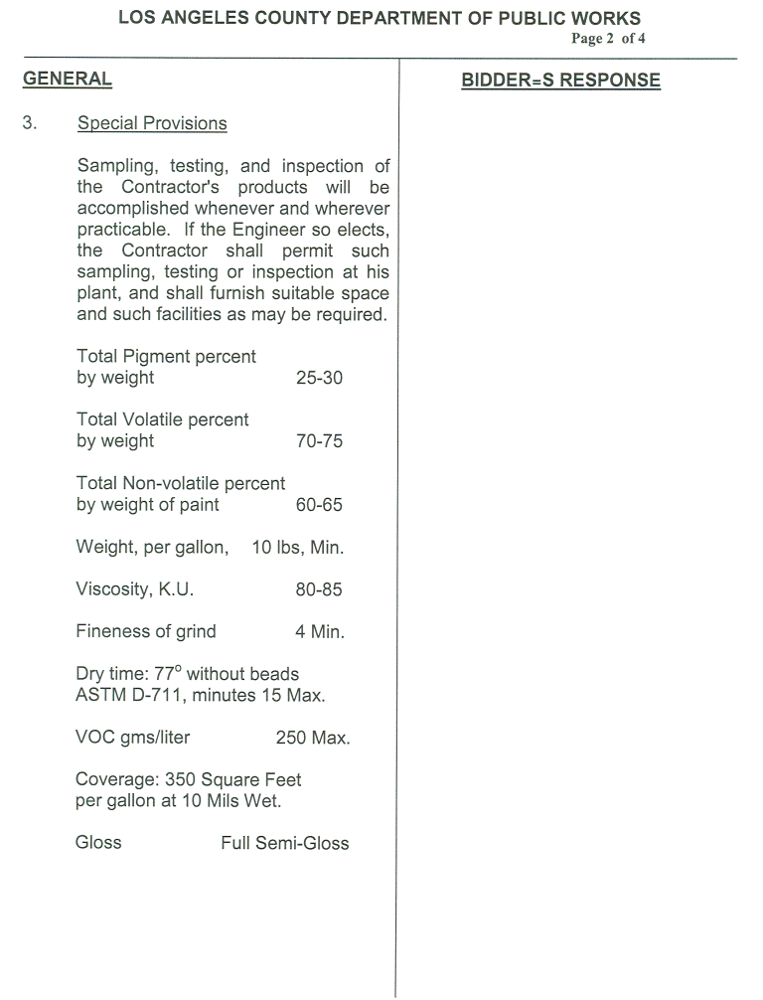 LOS ANGELES COUNTY DEPARTMENT OF PUBLIC WORKS
Page 2 of 4
GENERAL
BIDDER=S RESPONSE
3. Special Provisions
Sampling, testing, and inspection of
the Contractor's products will be
accomplished whenever and wherever
practicable. If the Engineer so elects,
the Contractor shall permit such
sampling, testing or inspection at his
plant, and shall furnish suitable space
and such facilities as may be required.
Total Pigment percent
by weight 25-30
Total Volatile percent
by weight 70-75
Total Non-volatile percent
by weight of paint 60-65
Weight, per gallon, 10 lbs, Min.
Viscosity, K.U. 80-85
Fineness of grind 4 Min.
Dry time: 77º without beads
ASTM D-711, minutes 15 Max.
VOC gms/liter 250 Max.
Coverage: 350 Square Feet
per gallon at 10 Mils Wet.
Gloss Full Semi-Gloss